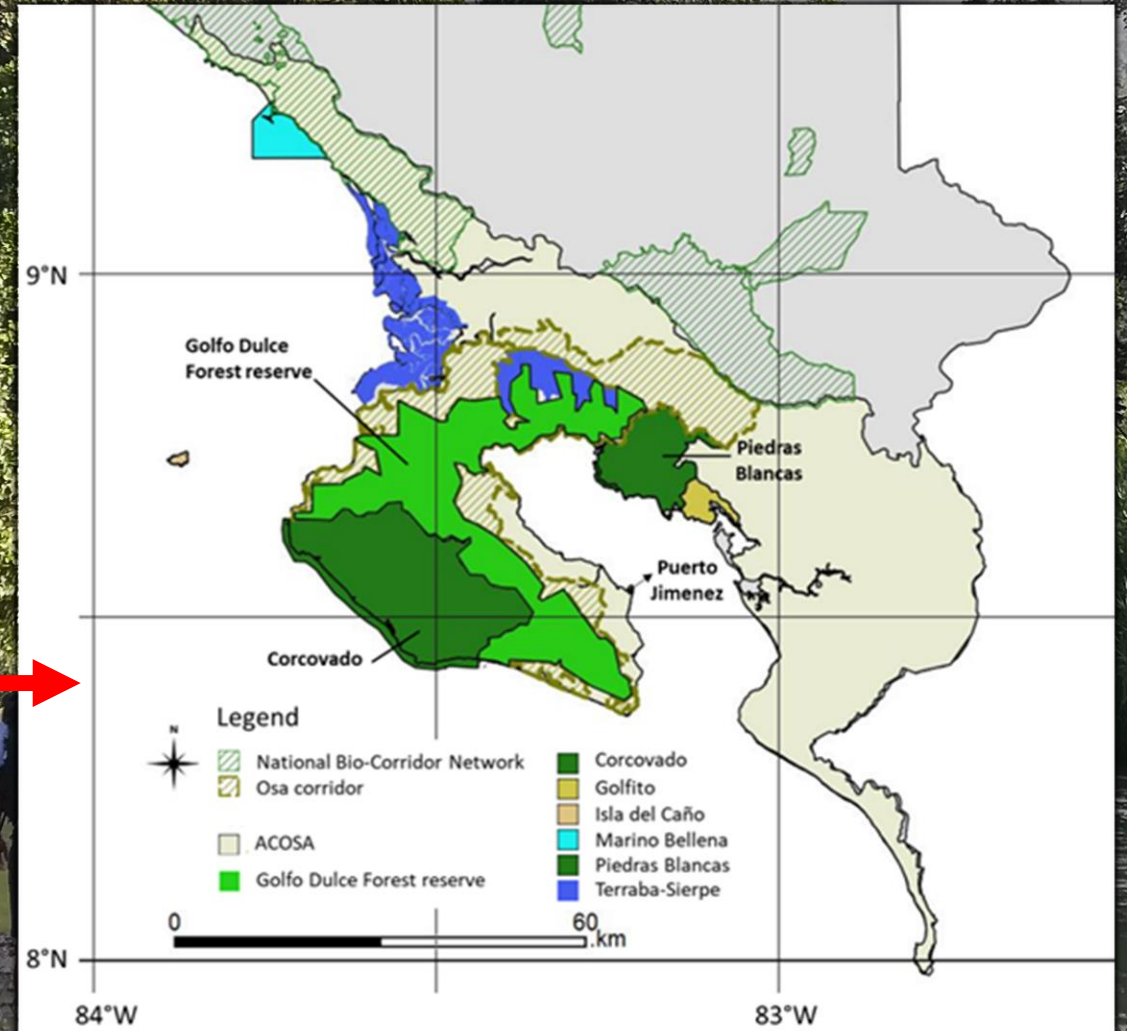 9°N
Golfo Dulce
Forest reserve
Piedras
Blancas
Puerto
Jimenez
Corcovado
Legend
N
National Bio-Corridor Network
Osa corridor
ACOSA
Golfo Dulce Forest reserve
Corcovado
Golfito
Isla del Caño
Marino Bellena
Piedras Blancas
Terraba-Sierpe
0
60
.km
8°N
84°W
83°W